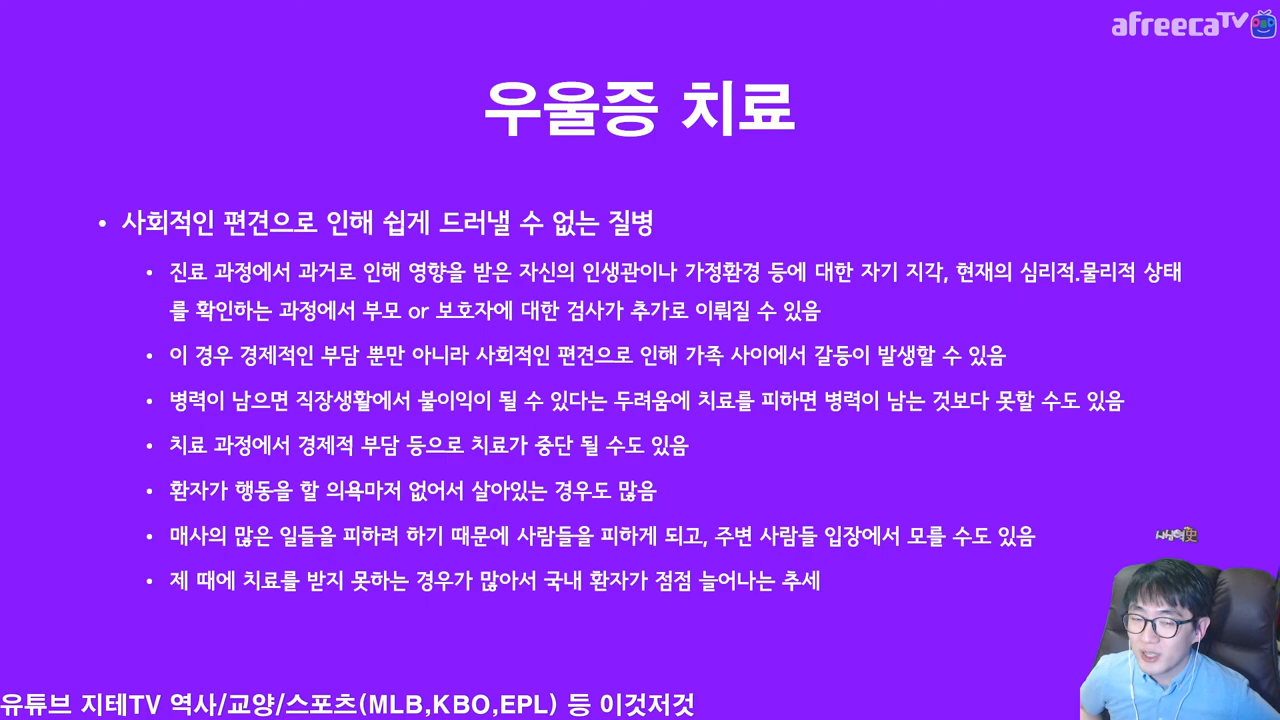 afreecaTV
우울증 치료
• 사회적인 편견으로 인해 쉽게 드러낼 수 없는 질병
• 진료 과정에서 과거로 인해 영향을 받은 자신의 인생관이나 가정환경 등에 대한 자기 지각, 현재의 심리적.물리적 상태
를 확인하는 과정에서 부모 or 보호자에 대한 검사가 추가로 이뤄질 수 있음
• 이 경우 경제적인 부담 뿐만 아니라 사회적인 편견으로 인해 가족 사이에서 갈등이 발생할 수 있음
• 병력이 남으면 직장생활에서 불이익이 될 수 있다는 두려움에 치료를 피하면 병력이 남는 것보다 못할 수도 있음
• 치료 과정에서 경제적 부담 등으로 치료가 중단 될 수도 있음
• 환자가 행동을 할 의욕마저 없어서 살아있는 경우도 많음
• 매사의 많은 일들을 피하려 하기 때문에 사람들을 피하게 되고, 주변 사람들 입장에서 모를 수도 있음
• 제 때에 치료를 받지 못하는 경우가 많아서 국내 환자가 점점 늘어나는 추세
유튜브 지테TV 역사/교양/스포츠(MLB,KBO,EPL) 등 이것저것